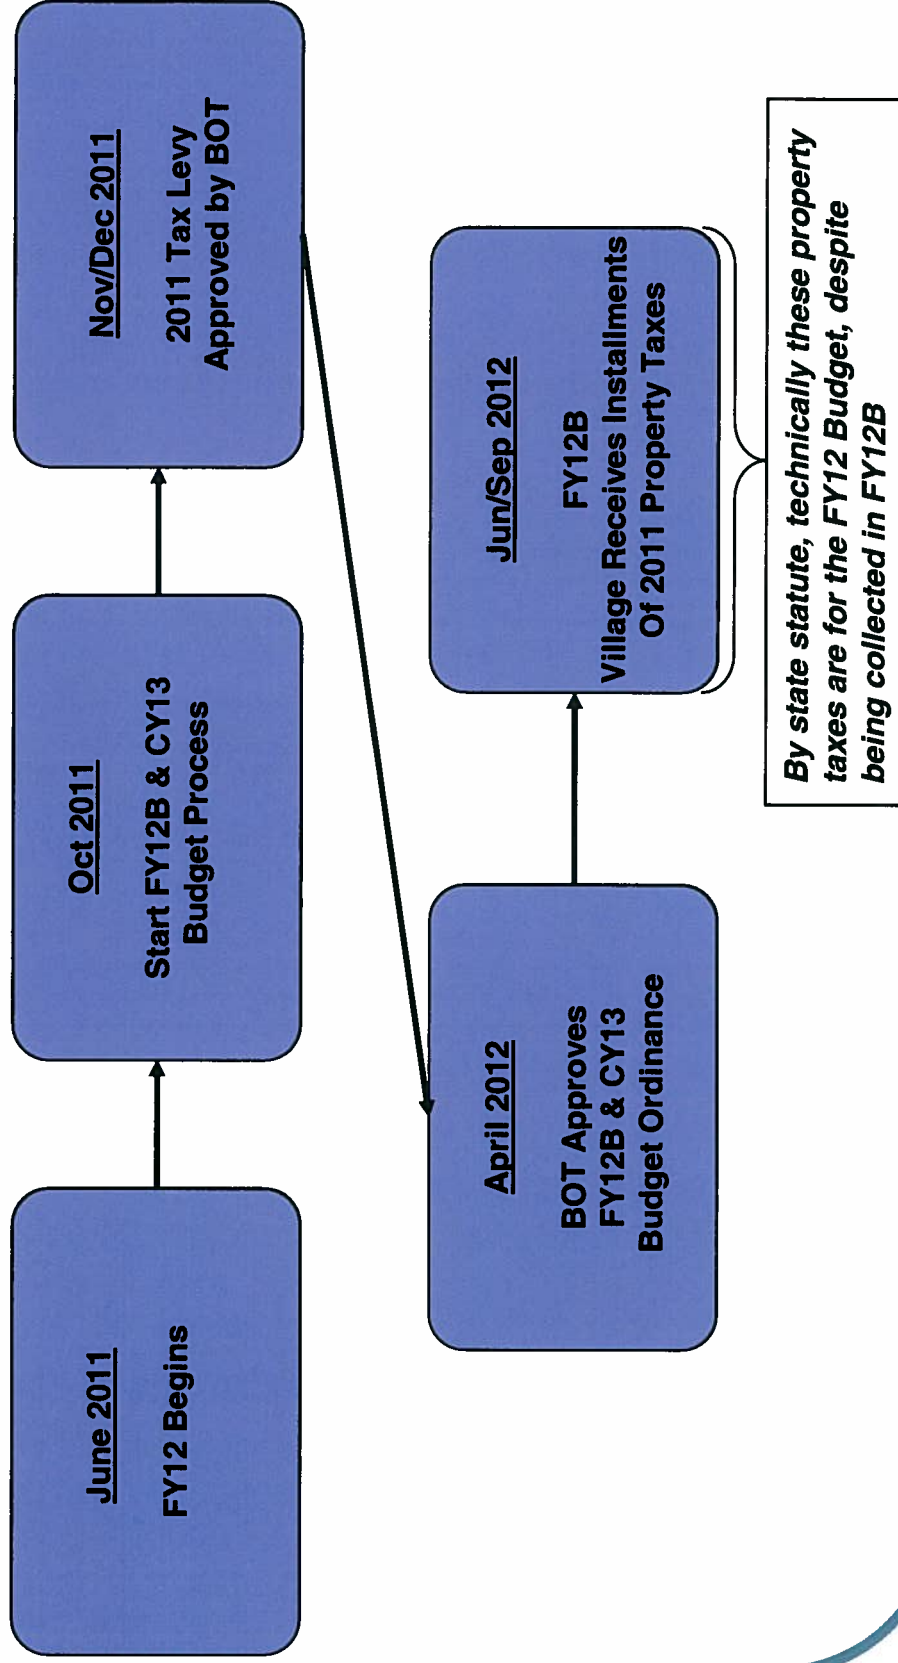 June 2011
FY12 Begins
Oct 2011
Start FY12B & CY13
Budget Process
Nov/Dec 2011
2011 Tax Levy
Approved by BOT
April 2012
BOT Approves
FY12B & CY13
Budget Ordinance
Jun/Sep 2012
FY12B
Village Receives Installments
Of 2011 Property Taxes
By state statute, technically these property
taxes are for the FY12 Budget, despite
being collected in FY12B